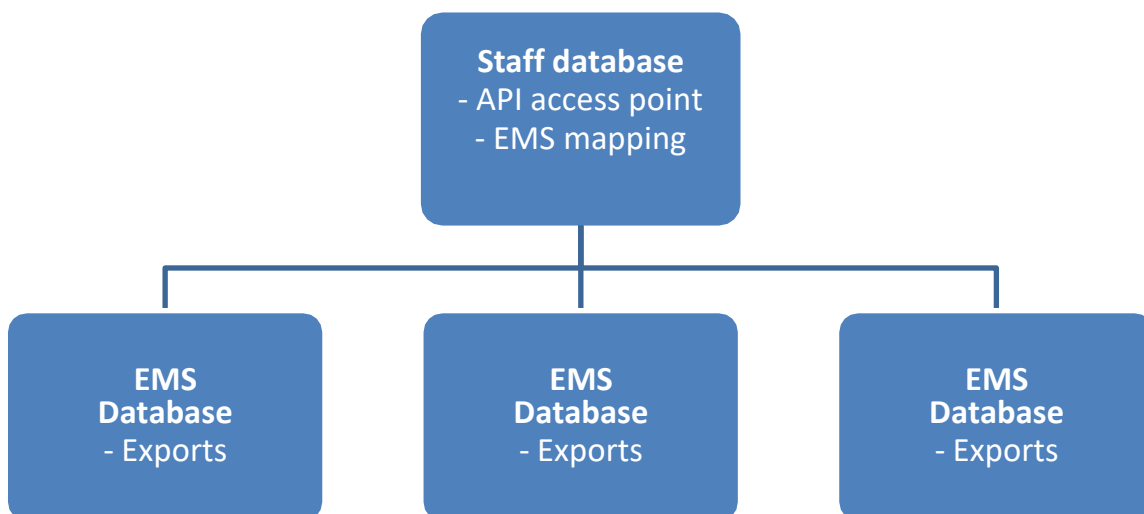 Staff database
- API access point
- EMS mapping
EMS
Database
- Exports
EMS
Database
- Exports
EMS
Database
- Exports